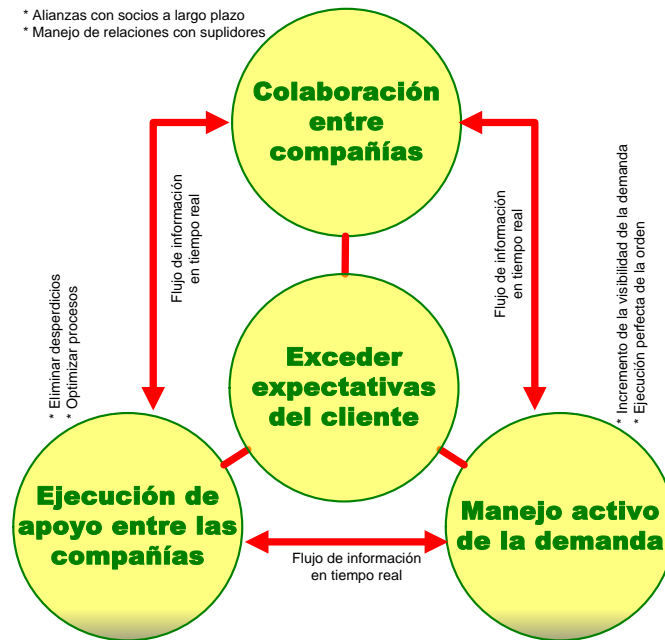 * Alianzas con socios a largo plazo
* Manejo de relaciones con suplidores
Colaboración
entre
compañías
Flujo de información
en tiempo real
Flujo de información
en tiempo real
* Incremento de la visibilidad de la demanda
* Ejecución perfecta de la orden
* Eliminar desperdicios
* Optimizar procesos
Exceder
expectativas
del cliente
Ejecución de
apoyo entre las
compañías
Manejo activo
de la demanda
Flujo de información
en tiempo real